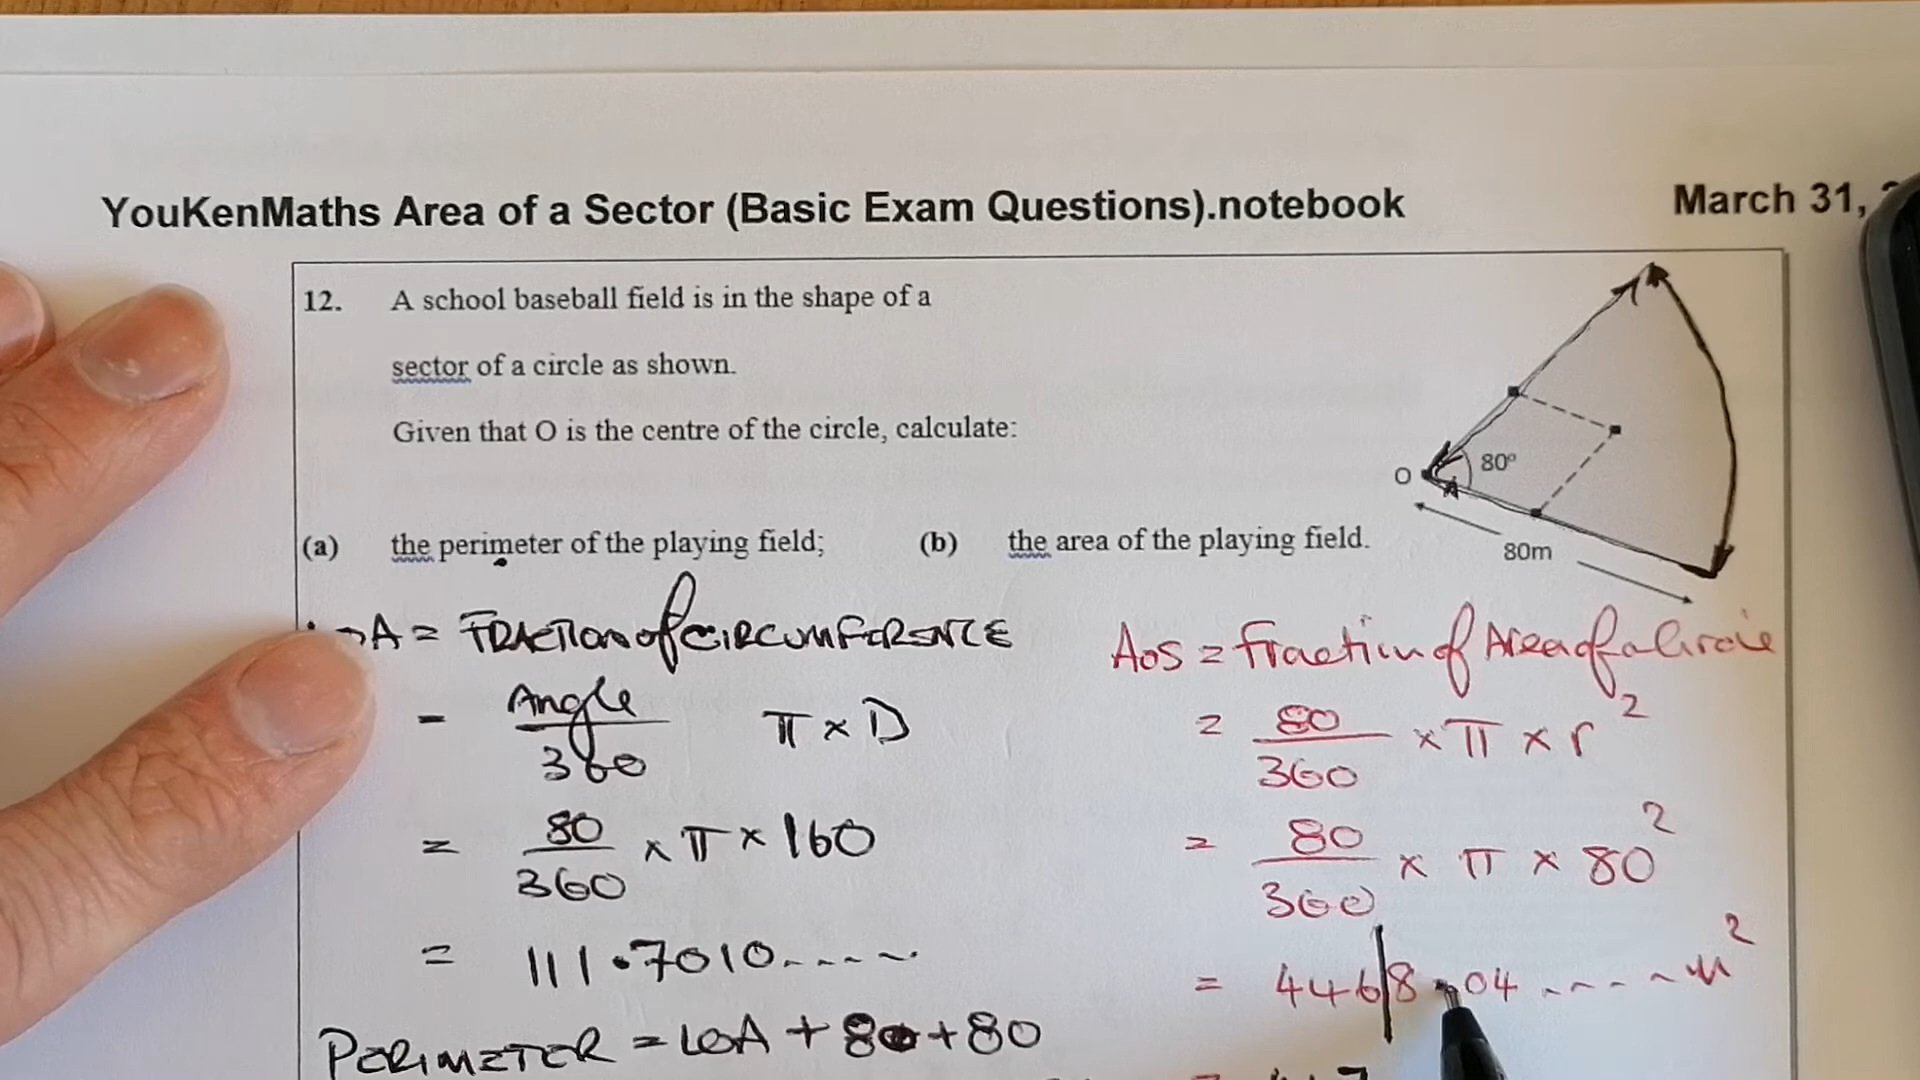 YouKenMaths Area of a Sector (Basic Exam Questions).notebook
March 31,
12. A school baseball field is in the shape of a
sector of a circle as shown.
Given that O is the centre of the circle, calculate:
O
80°
80m
(a) the perimeter of the playing field;
(b) the area of the playing field.
A = FRACTION of CIRCUMFERENCE
= Angle/360 π × D
= 80/360 × π × 160
= 111.7010.....
PERIMETER = LOA + 80 + 80
AOS = Fraction of Area of a Circle
= 80/360 × π × r²
= 80/360 × π × 80²
= 446|8.04.....m²